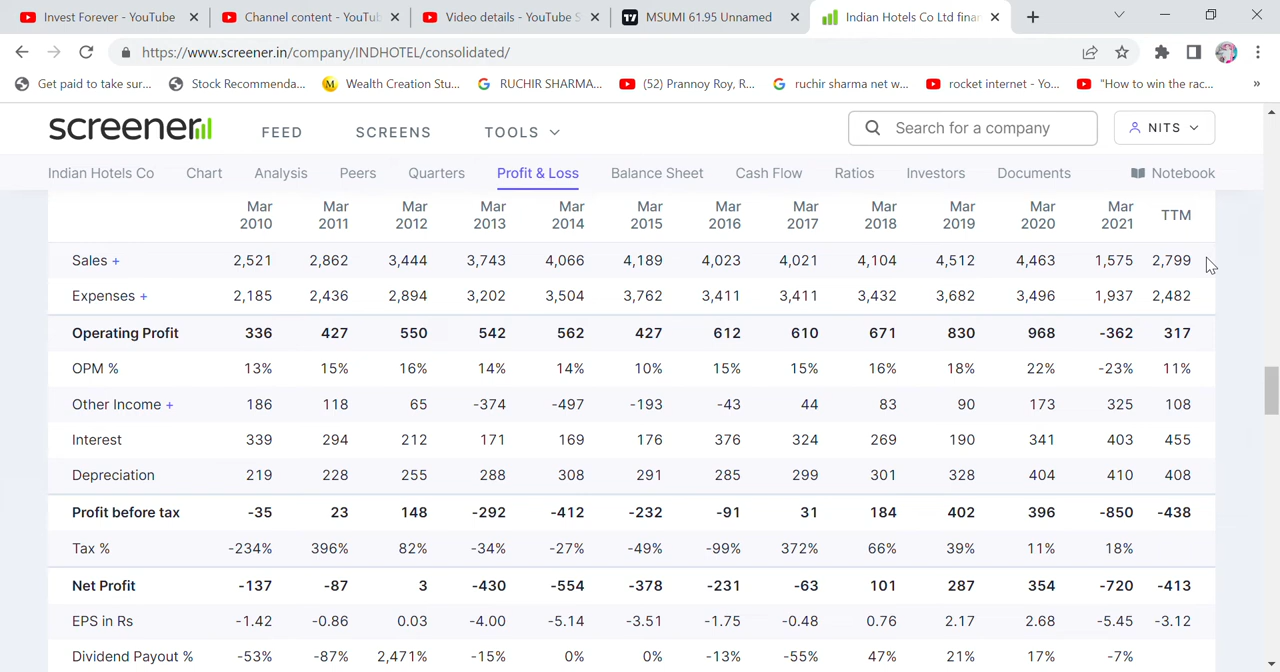 Invest Forever - YouTube
Channel content - YouTu
Video details - YouTube S
MSUMI 61.95 Unnamed
Indian Hotels Co Ltd finan
https://www.screener.in/company/INDHOTEL/consolidated/
Get paid to take sur... Stock Recommenda... M Wealth Creation Stu... RUCHIR SHARMA... (52) Prannoy Roy, R... ruchir sharma net w... rocket internet - Yo... "How to win the rac... »
screener FEED SCREENS TOOLS Search for a company NITS
Indian Hotels Co Chart Analysis Peers Quarters Profit & Loss Balance Sheet Cash Flow Ratios Investors Documents Notebook
Mar 2010 Mar 2011 Mar 2012 Mar 2013 Mar 2014 Mar 2015 Mar 2016 Mar 2017 Mar 2018 Mar 2019 Mar 2020 Mar 2021 TTM
Sales + 2,521 2,862 3,444 3,743 4,066 4,189 4,023 4,021 4,104 4,512 4,463 1,575 2,799
Expenses + 2,185 2,436 2,894 3,202 3,504 3,762 3,411 3,411 3,432 3,682 3,496 1,937 2,482
Operating Profit 336 427 550 542 562 427 612 610 671 830 968 -362 317
OPM % 13% 15% 16% 14% 14% 10% 15% 15% 16% 18% 22% -23% 11%
Other Income + 186 118 65 -374 -497 -193 -43 44 83 90 173 325 108
Interest 339 294 212 171 169 176 376 324 269 190 341 403 455
Depreciation 219 228 255 288 308 291 285 299 301 328 404 410 408
Profit before tax -35 23 148 -292 -412 -232 -91 31 184 402 396 -850 -438
Tax % -234% 396% 82% -34% -27% -49% -99% 372% 66% 39% 11% 18%
Net Profit -137 -87 3 -430 -554 -378 -231 -63 101 287 354 -720 -413
EPS in Rs -1.42 -0.86 0.03 -4.00 -5.14 -3.51 -1.75 -0.48 0.76 2.17 2.68 -5.45 -3.12
Dividend Payout % -53% -87% 2,471% -15% 0% 0% -13% -55% 47% 21% 17% -7%